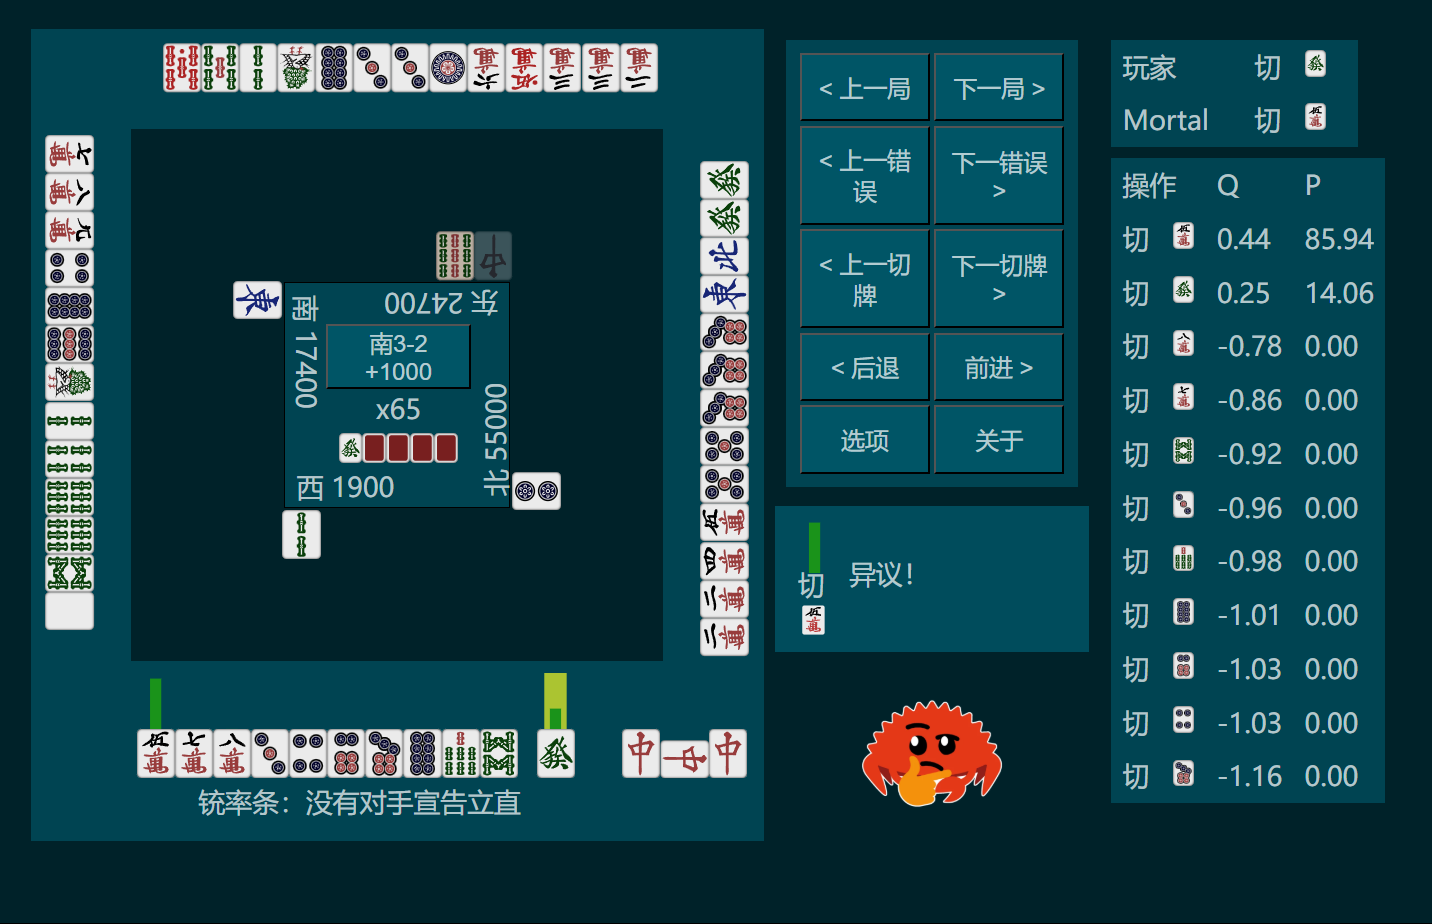 东 24700
南 17400
南3-2
+1000
x65
北 55000
西 1900
铳率条：没有对手宣告立直
< 上一局
下一局 >
< 上一错误
下一错误 >
< 上一切牌
下一切牌 >
< 后退
前进 >
选项
关于
切
异议！
玩家 切
Mortal 切
操作 Q P
切 0.44 85.94
切 0.25 14.06
切 -0.78 0.00
切 -0.86 0.00
切 -0.92 0.00
切 -0.96 0.00
切 -0.98 0.00
切 -1.01 0.00
切 -1.03 0.00
切 -1.03 0.00
切 -1.16 0.00